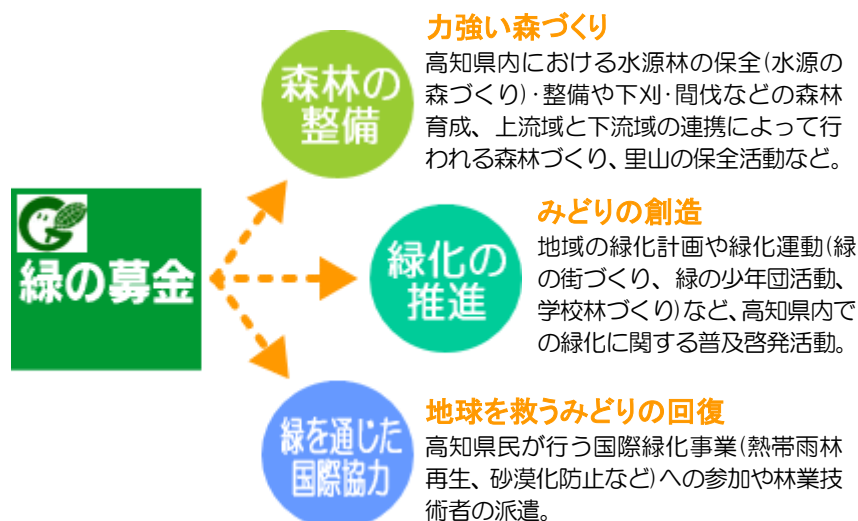 力強い森づくり
高知県内における水源林の保全(水源の
森づくり)・整備や下刈・間伐などの森林
育成、上流域と下流域の連携によって行
われる森林づくり、里山の保全活動など。
森林の
整備
緑の募金
みどりの創造
地域の緑化計画や緑化運動(緑
の街づくり、緑の少年団活動、
学校林づくり)など、高知県内で
の緑化に関する普及啓発活動。
緑化の
推進
地球を救うみどりの回復
高知県民が行う国際緑化事業(熱帯雨林
再生、砂漠化防止など)への参加や林業技
術者の派遣。
緑を通じた
国際協力